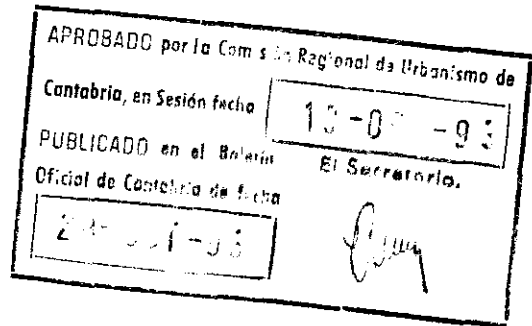 APROBADO por la Com s Regional de Urbanismo de
Cantabria, en Sesión fecha
PUBLICADO en el Boletín
El Secretario,
Oficial de Cantabria de fecha